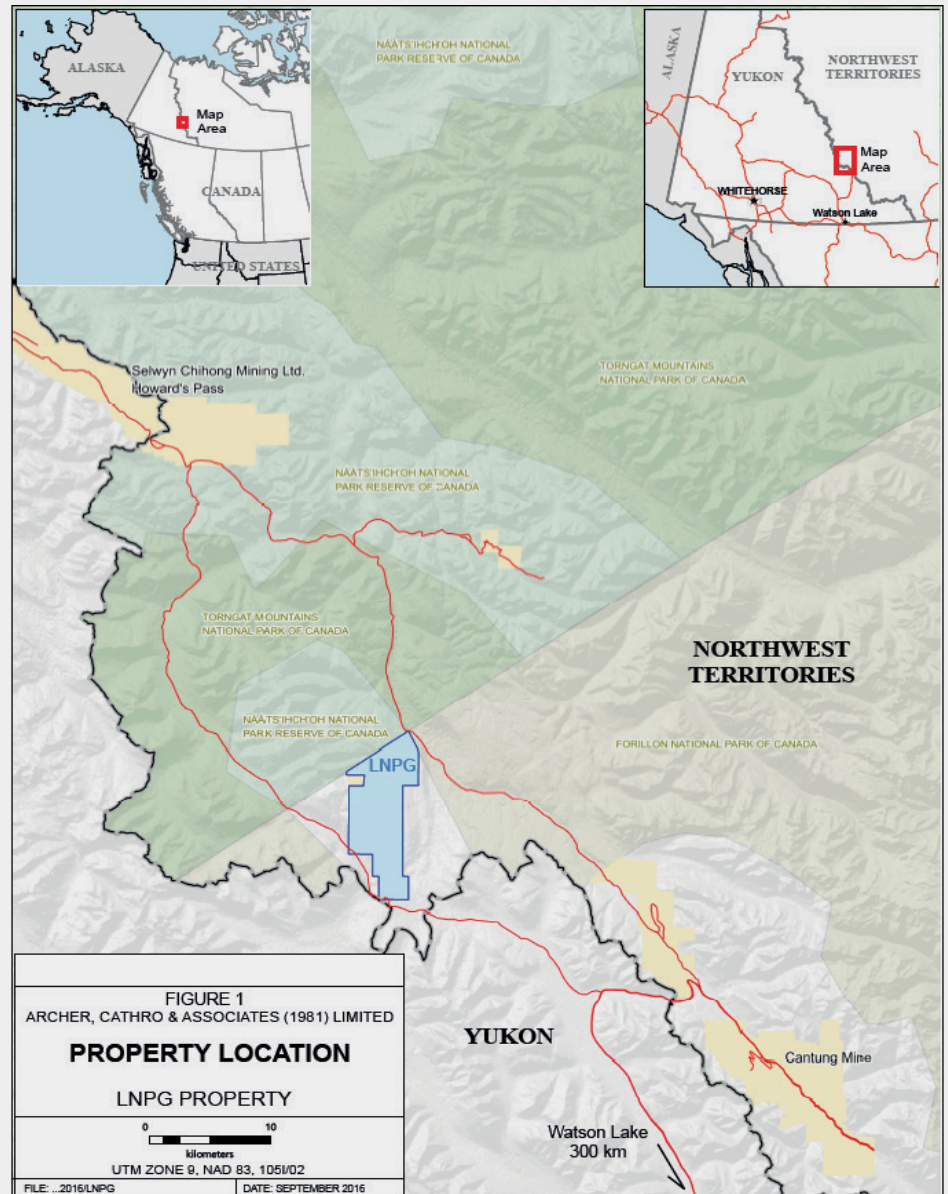 ALASKA
Map
Area
CANADA
UNITED STATES
ALASKA
YUKON
NORTHWEST
TERRITORIES
Map
Area
WHITEHORSE
Watson Lake
NÁÁTS'IHCH'OH NATIONAL
PARK RESERVE OF CANADA
Selwyn Chihong Mining Ltd.
Howard's Pass
TORNGAT MOUNTAINS
NATIONAL PARK OF CANADA
NÁÁTS'IHCH'OH NATIONAL
PARK RESERVE OF CANADA
TORNGAT MOUNTAINS
NATIONAL PARK OF CANADA
NORTHWEST
TERRITORIES
NÁÁTS'IHCH'OH NATIONAL
PARK RESERVE OF CANADA
FORILLON NATIONAL PARK OF CANADA
LNPG
YUKON
Cantung Mine
Watson Lake
300 km
FIGURE 1
ARCHER, CATHRO & ASSOCIATES (1981) LIMITED
PROPERTY LOCATION
LNPG PROPERTY
0 10
kilometers
UTM ZONE 9, NAD 83, 105I/02
FILE: ...2016/LNPG
DATE: SEPTEMBER 2016